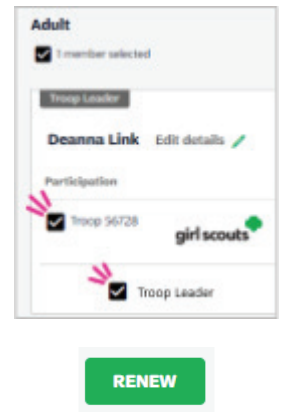 Adult
1 member selected
Troop Leader
Deanna Link Edit details
Participation
Troop 56728
girl scouts
Troop Leader
RENEW